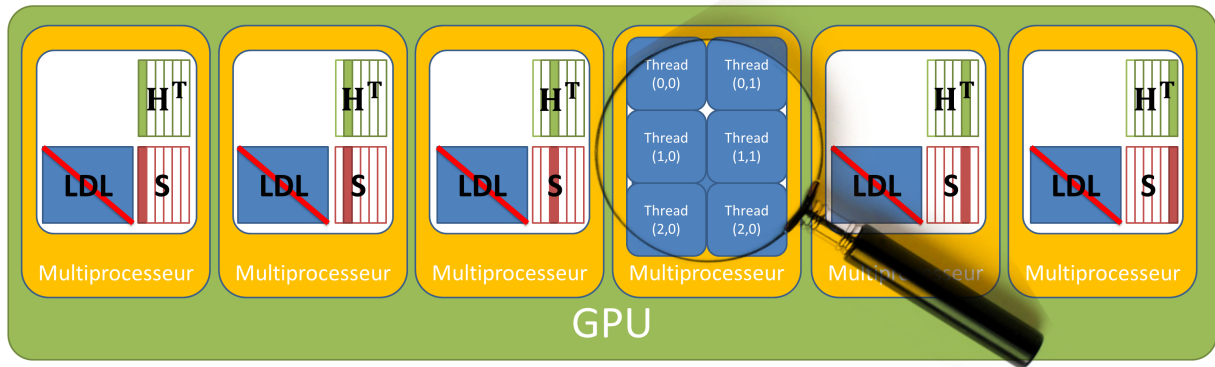 H T
LDL S
Multiprocesseur
H T
LDL S
Multiprocesseur
H T
LDL S
Multiprocesseur
Thread
(0,0)
Thread
(0,1)
Thread
(1,0)
Thread
(1,1)
Thread
(2,0)
Thread
(2,0)
Multiprocesseur
H T
LDL S
Multiprocesseur
H T
LDL S
Multiprocesseur
GPU